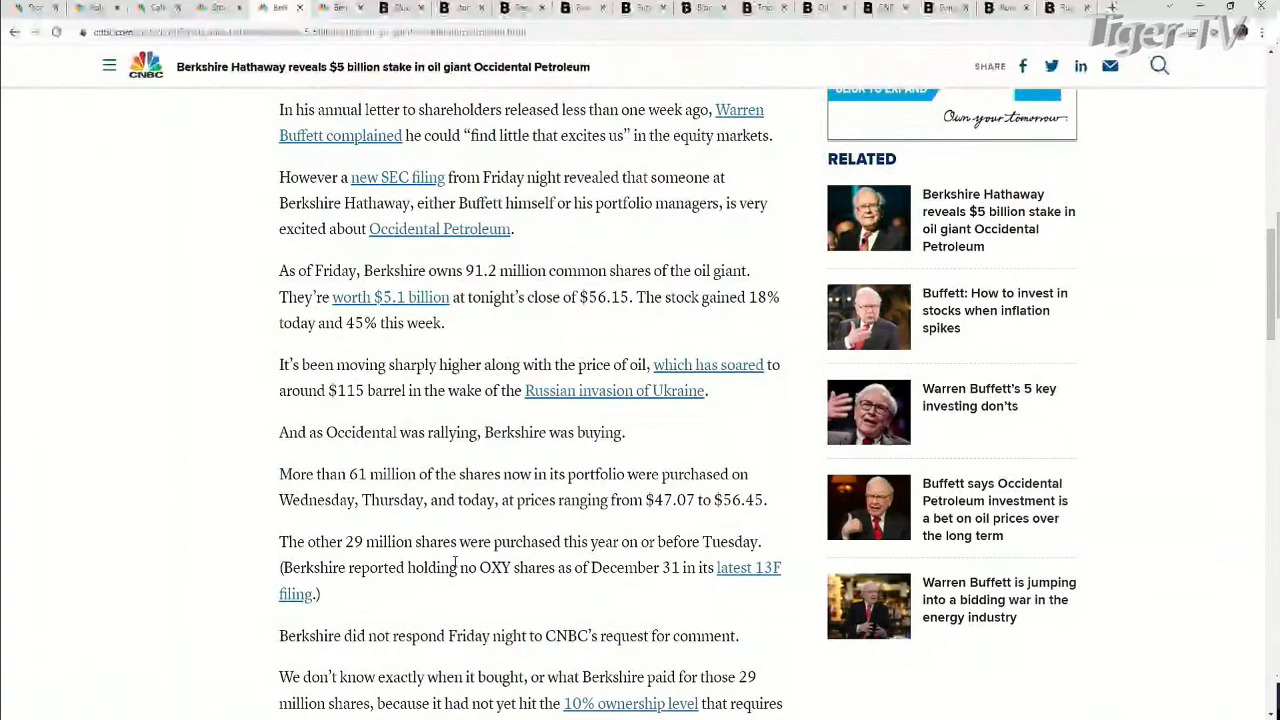 Tiger-TV
CNBC
Berkshire Hathaway reveals $5 billion stake in oil giant Occidental Petroleum
SHARE
CLICK TO EXPAND
Own your tomorrow.
In his annual letter to shareholders released less than one week ago, Warren
Buffett complained he could “find little that excites us” in the equity markets.
However a new SEC filing from Friday night revealed that someone at
Berkshire Hathaway, either Buffett himself or his portfolio managers, is very
excited about Occidental Petroleum.
As of Friday, Berkshire owns 91.2 million common shares of the oil giant.
They’re worth $5.1 billion at tonight’s close of $56.15. The stock gained 18%
today and 45% this week.
It’s been moving sharply higher along with the price of oil, which has soared to
around $115 barrel in the wake of the Russian invasion of Ukraine.
And as Occidental was rallying, Berkshire was buying.
More than 61 million of the shares now in its portfolio were purchased on
Wednesday, Thursday, and today, at prices ranging from $47.07 to $56.45.
The other 29 million shares were purchased this year on or before Tuesday.
(Berkshire reported holding no OXY shares as of December 31 in its latest 13F
filing.)
Berkshire did not respond Friday night to CNBC’s request for comment.
We don’t know exactly when it bought, or what Berkshire paid for those 29
million shares, because it had not yet hit the 10% ownership level that requires
RELATED
Berkshire Hathaway
reveals $5 billion stake in
oil giant Occidental
Petroleum
Buffett: How to invest in
stocks when inflation
spikes
Warren Buffett’s 5 key
investing don’ts
Buffett says Occidental
Petroleum investment is
a bet on oil prices over
the long term
Warren Buffett is jumping
into a bidding war in the
energy industry